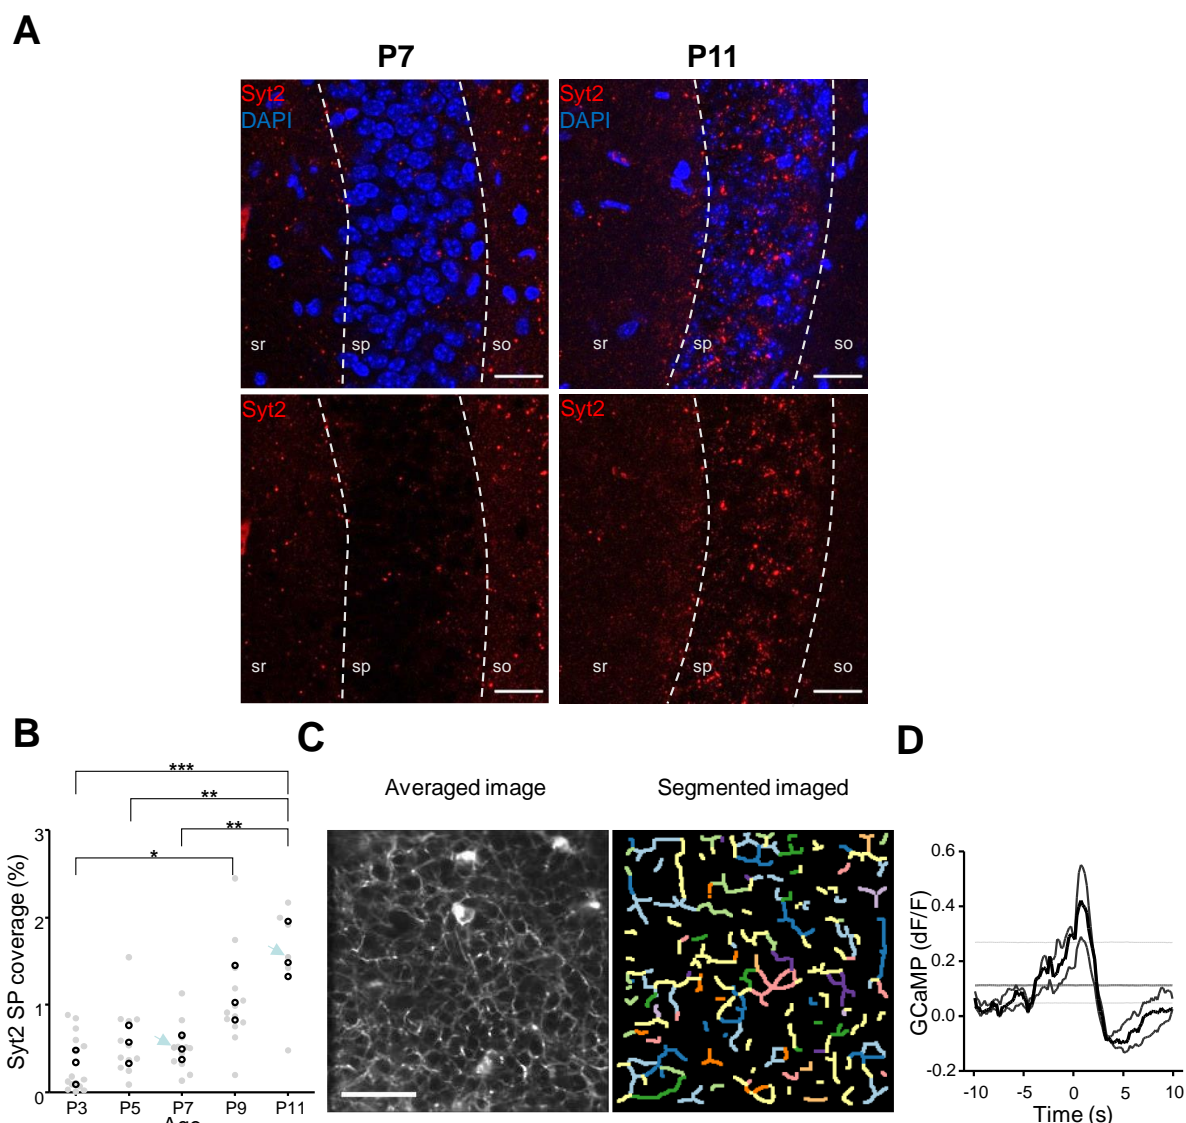 A
P7
P11
Syt2
DAPI
sr
sp
so
Syt2
DAPI
sr
sp
so
Syt2
sr
sp
so
Syt2
sr
sp
so
B
***
**
**
*
Syt2 SP coverage (%)
3
2
1
0
P3
P5
P7
P9
P11
Age
C
Averaged image
Segmented imaged
D
GCaMP (dF/F)
0.6
0.2
0.0
-0.2
-10
-5
0
5
10
Time (s)